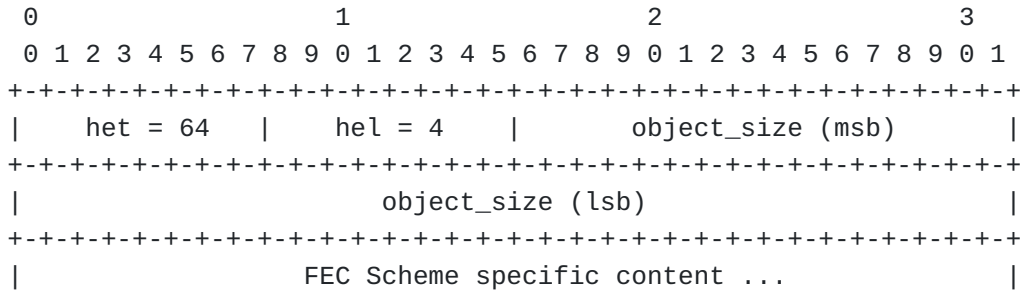 0                   1                   2                   3
0 1 2 3 4 5 6 7 8 9 0 1 2 3 4 5 6 7 8 9 0 1 2 3 4 5 6 7 8 9 0 1
+-+-+-+-+-+-+-+-+-+-+-+-+-+-+-+-+-+-+-+-+-+-+-+-+-+-+-+-+-+-+-+-+
|    het = 64   |    hel = 4    |       object_size (msb)       |
+-+-+-+-+-+-+-+-+-+-+-+-+-+-+-+-+-+-+-+-+-+-+-+-+-+-+-+-+-+-+-+-+
|                       object_size (lsb)                       |
+-+-+-+-+-+-+-+-+-+-+-+-+-+-+-+-+-+-+-+-+-+-+-+-+-+-+-+-+-+-+-+-+
|                  FEC Scheme specific content ...              |